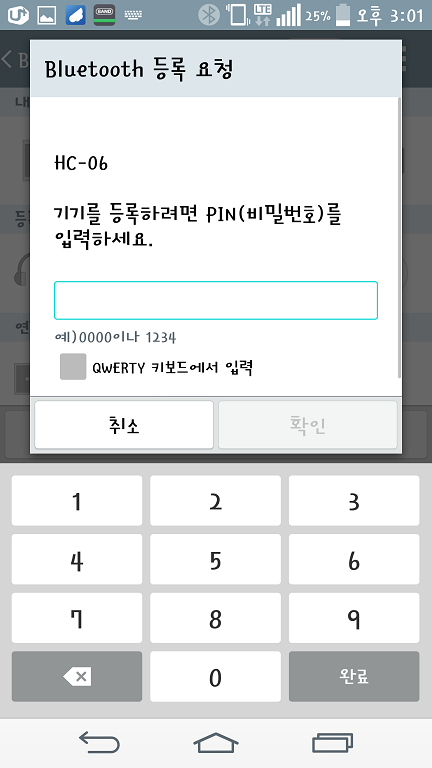 U+ BAND LTE 25% 오후 3:01
B
내
Bluetooth 등록 요청
HC-06
기기를 등록하려면 PIN(비밀번호)를
입력하세요.
예)0000이나 1234
QWERTY 키보드에서 입력
취소 확인
1 2 3
4 5 6
7 8 9
0 완료